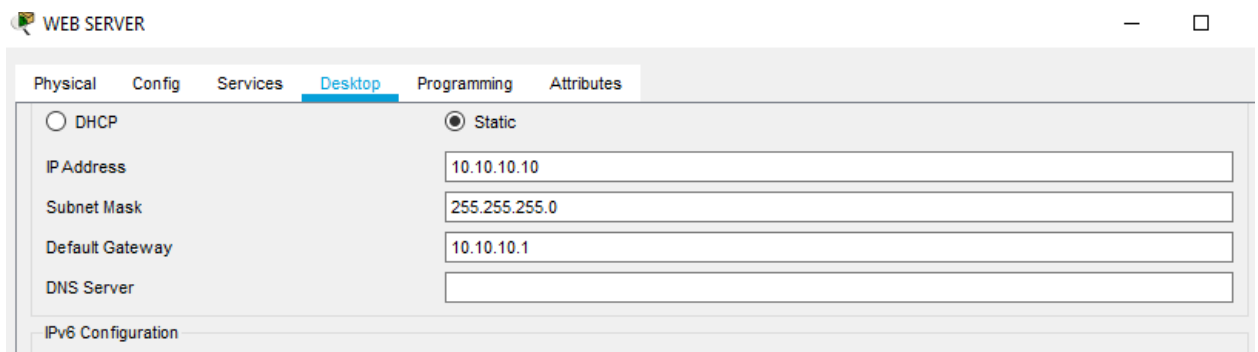 WEB SERVER
Physical Config Services Desktop Programming Attributes
DHCP Static
IP Address 10.10.10.10
Subnet Mask 255.255.255.0
Default Gateway 10.10.10.1
DNS Server
IPv6 Configuration